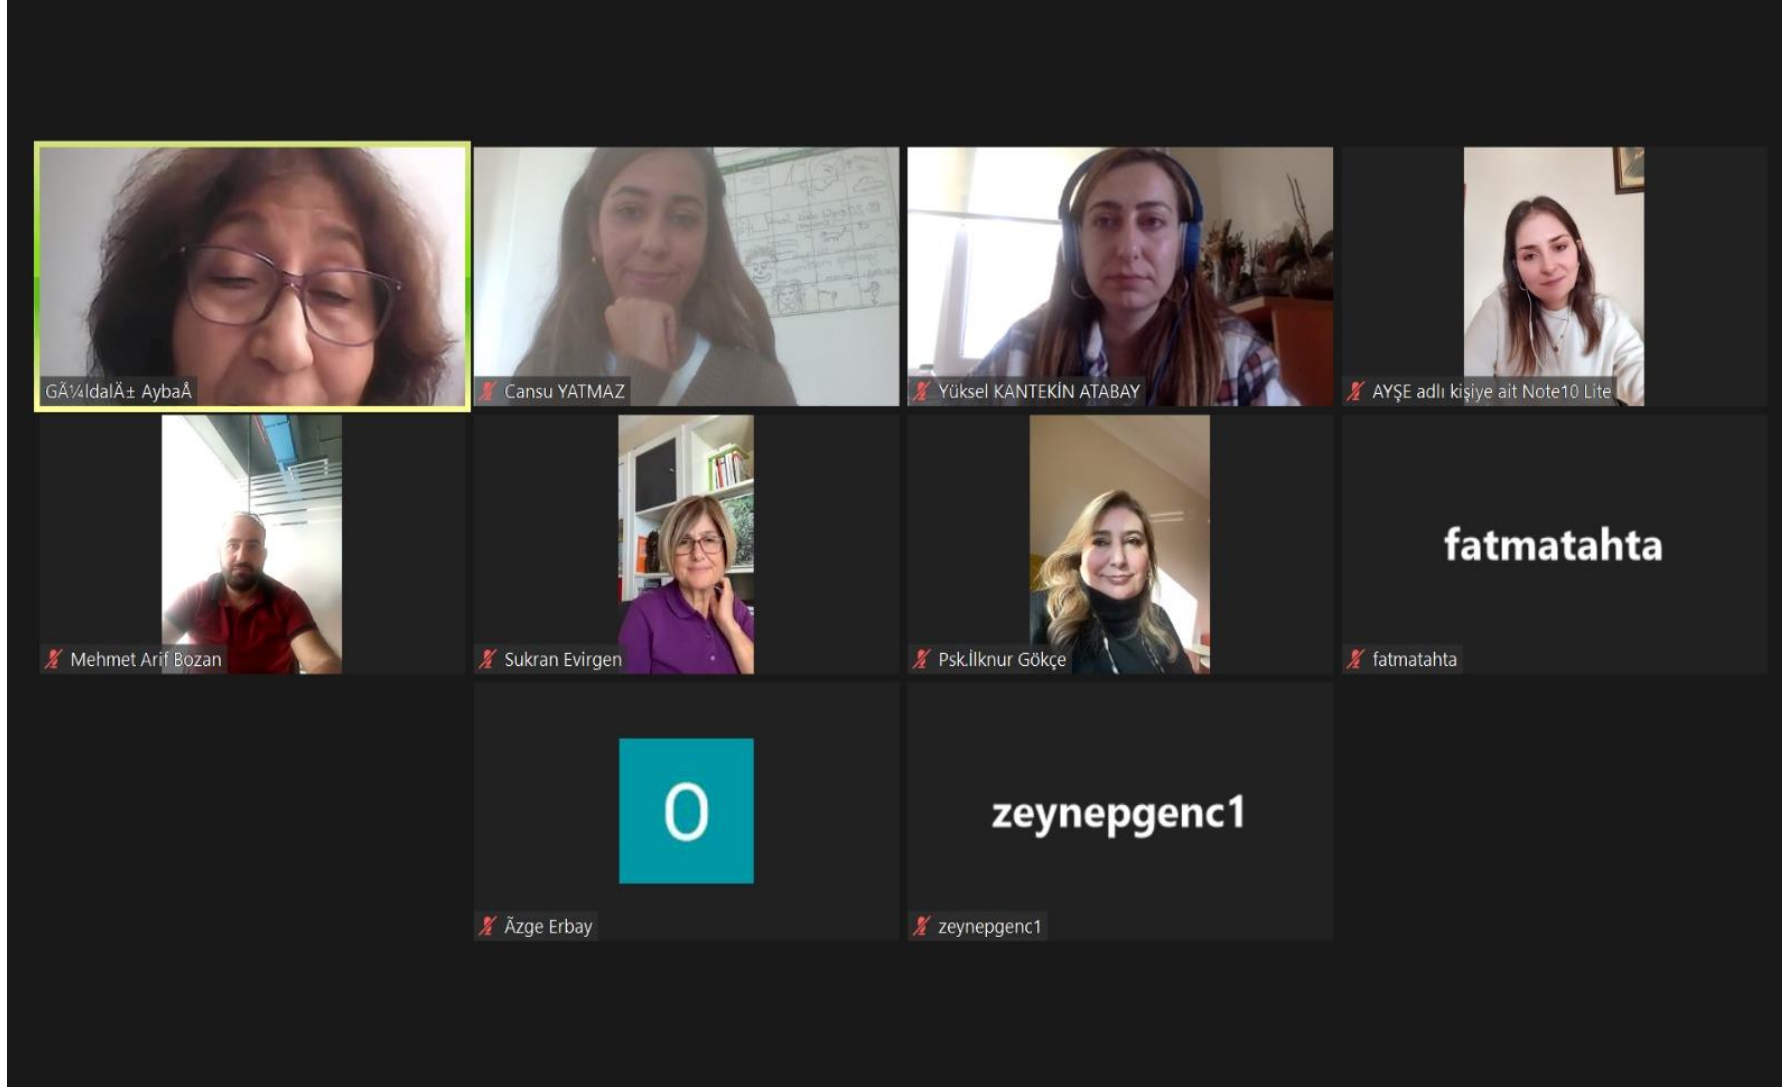 GÃ¼ldalÄ± AybaÅ
Cansu YATMAZ
Yüksel KANTEKİN ATABAY
AYŞE adlı kişiye ait Note10 Lite
Mehmet Arif Bozan
Sukran Evirgen
Psk.İlknur Gökçe
fatmatahta
fatmatahta
O
Ãzge Erbay
zeynepgenc1
zeynepgenc1